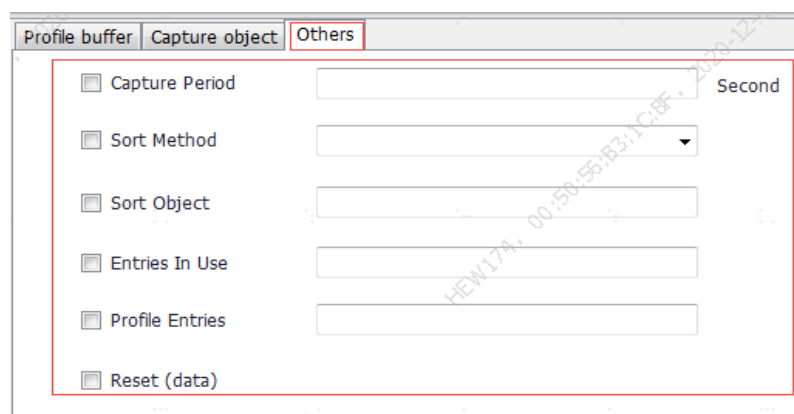 Profile buffer Capture object Others
Capture Period Second
Sort Method
Sort Object
Entries In Use
Profile Entries
Reset (data)
HEW174, 00:50:56:B3:1C:8F, 2020-12-